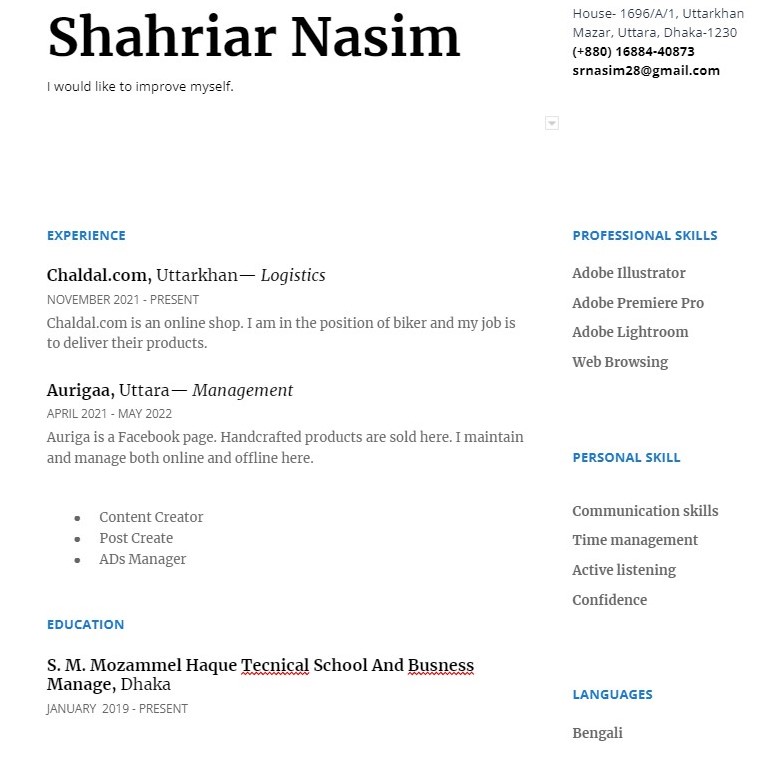 Shahriar Nasim
I would like to improve myself.
House- 1696/A/1, Uttarkhan
Mazar, Uttara, Dhaka-1230
(+880) 16884-40873
srnasim28@gmail.com
EXPERIENCE
Chaldal.com, Uttarkhan— Logistics
NOVEMBER 2021 - PRESENT
Chaldal.com is an online shop. I am in the position of biker and my job is
to deliver their products.
Aurigaa, Uttara— Management
APRIL 2021 - MAY 2022
Auriga is a Facebook page. Handcrafted products are sold here. I maintain
and manage both online and offline here.
● Content Creator
● Post Create
● ADs Manager
EDUCATION
S. M. Mozammel Haque Tecnical School And Busness
Manage, Dhaka
JANUARY 2019 - PRESENT
PROFESSIONAL SKILLS
Adobe Illustrator
Adobe Premiere Pro
Adobe Lightroom
Web Browsing
PERSONAL SKILL
Communication skills
Time management
Active listening
Confidence
LANGUAGES
Bengali